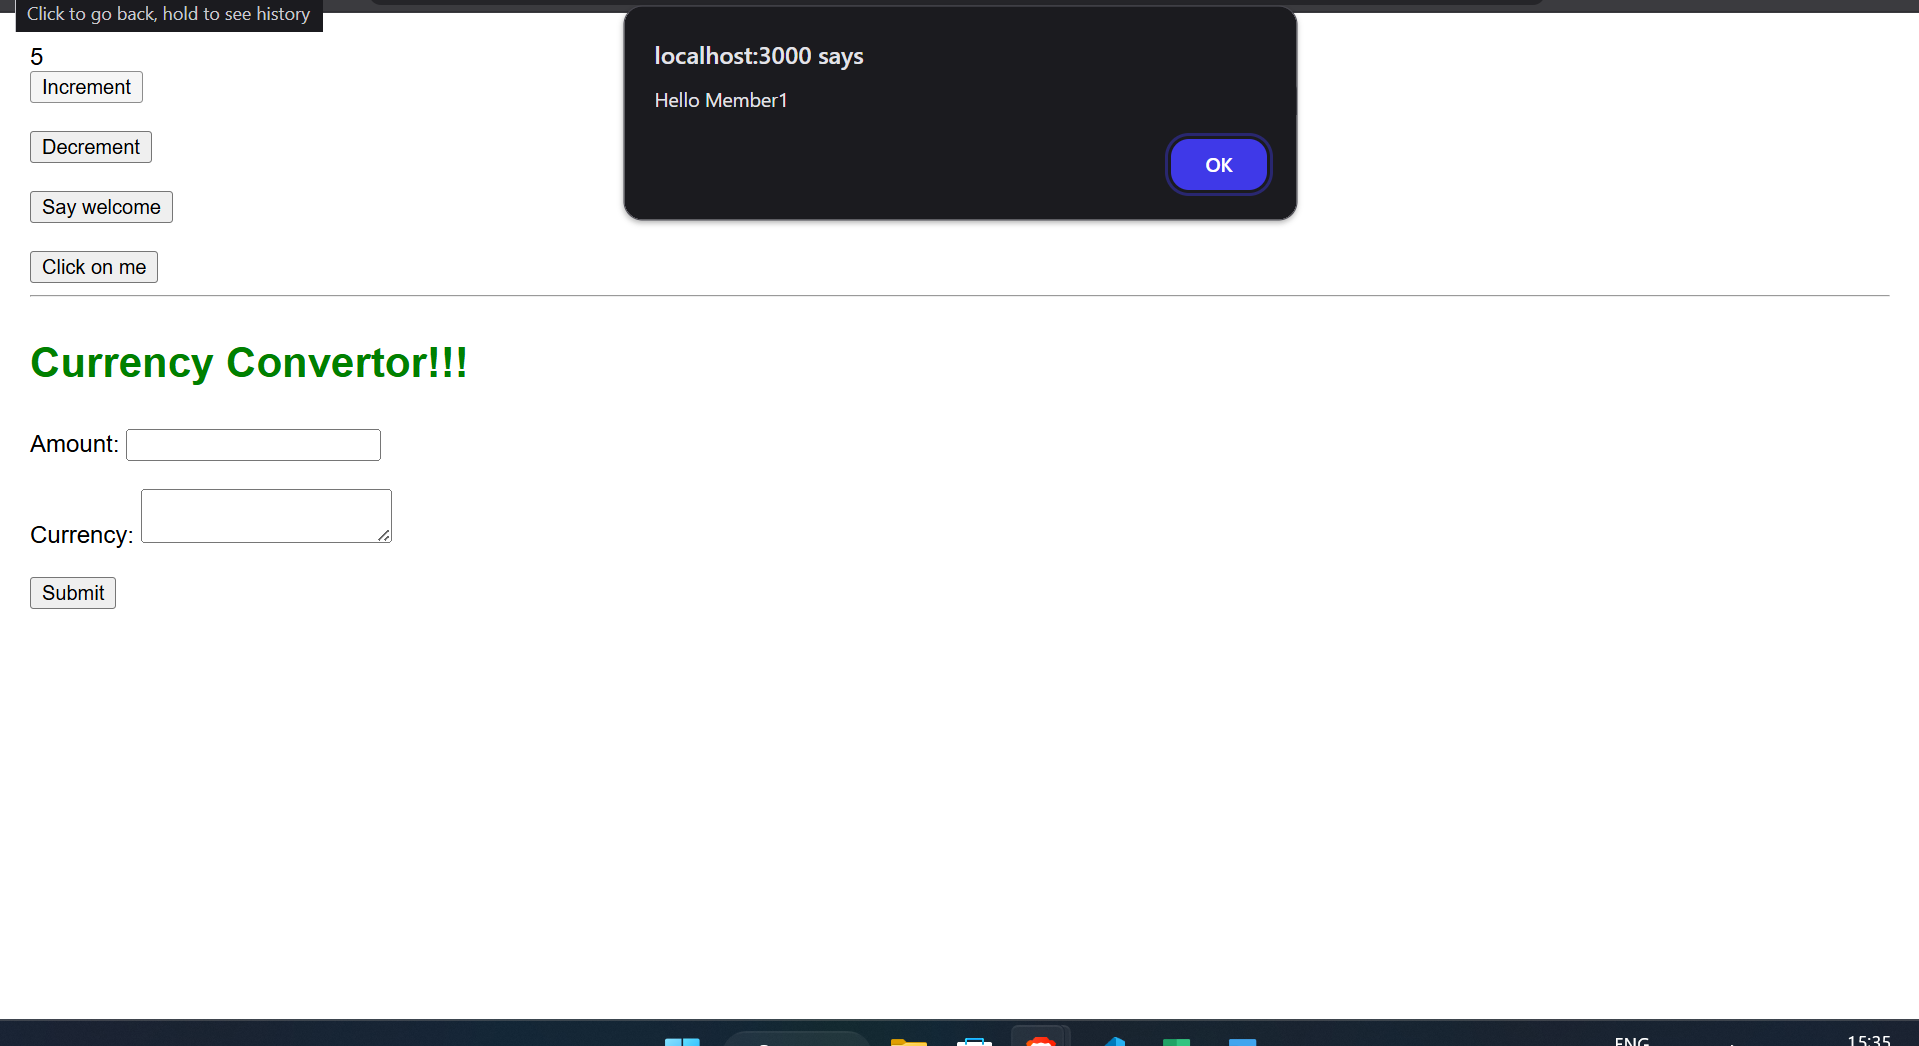 Click to go back, hold to see history
localhost:3000 says
Hello Member1
OK
5
Increment
Decrement
Say welcome
Click on me
Currency Convertor!!!
Amount:
Currency:
Submit
ENG
15:35